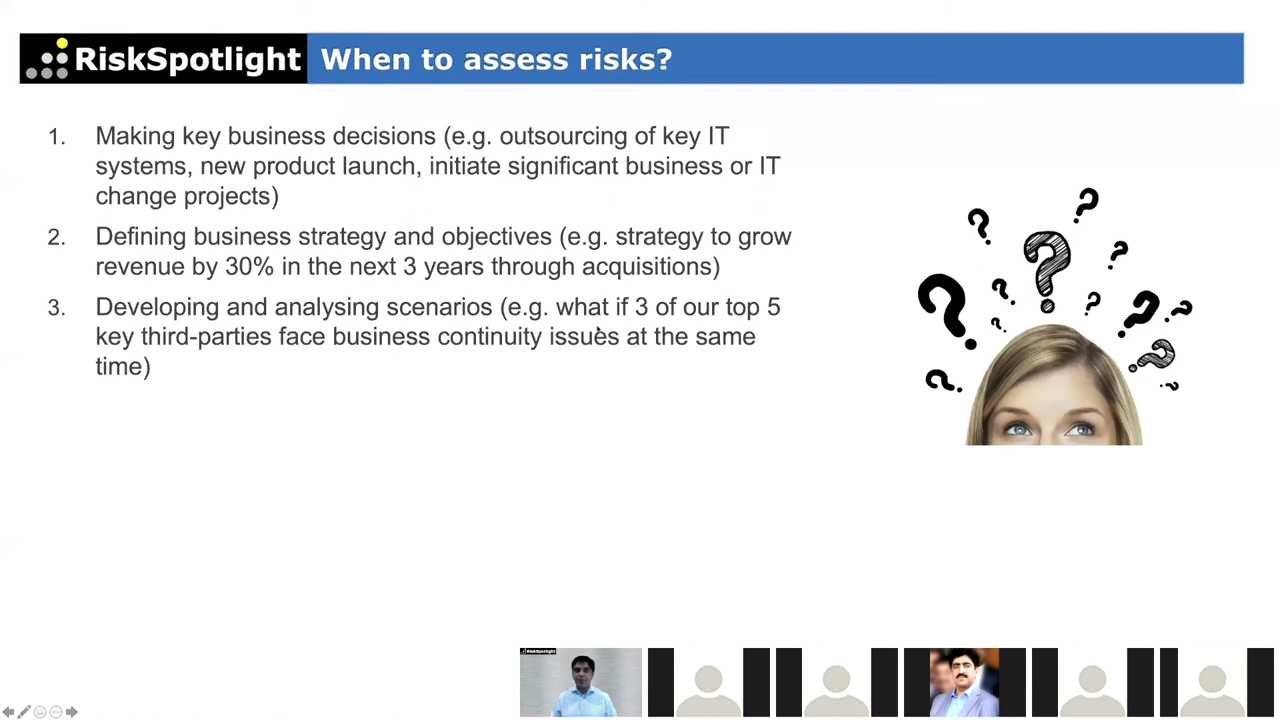 RiskSpotlight When to assess risks?
1. Making key business decisions (e.g. outsourcing of key IT
systems, new product launch, initiate significant business or IT
change projects)
2. Defining business strategy and objectives (e.g. strategy to grow
revenue by 30% in the next 3 years through acquisitions)
3. Developing and analysing scenarios (e.g. what if 3 of our top 5
key third-parties face business continuity issues at the same
time)
RiskSpotlight